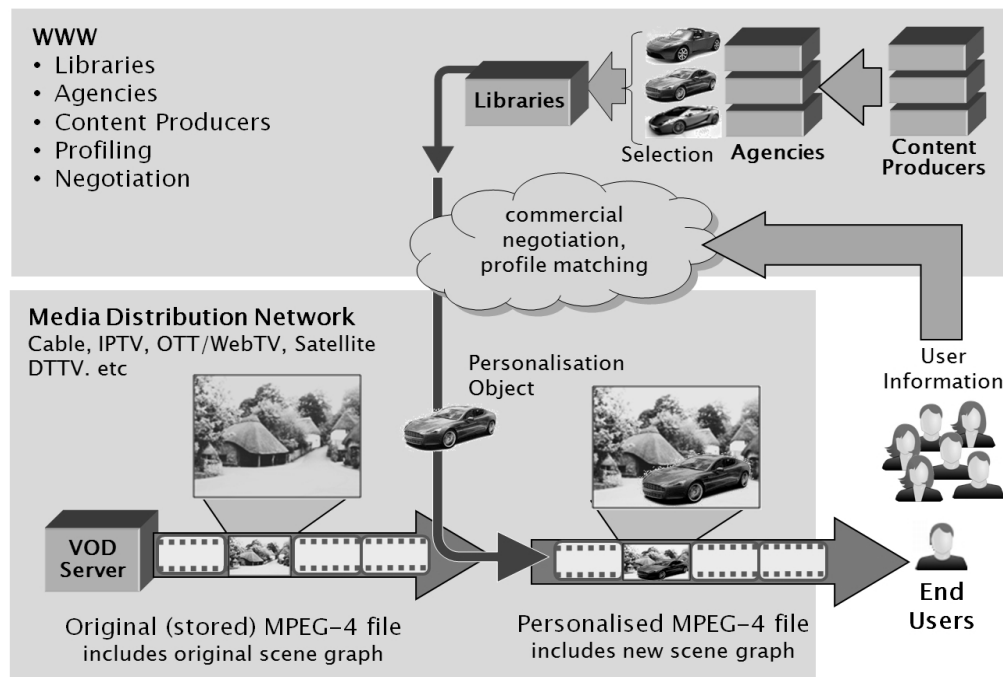 WWW
• Libraries
• Agencies
• Content Producers
• Profiling
• Negotiation
Libraries
Selection
Agencies
Content
Producers
commercial
negotiation,
profile matching
Media Distribution Network
Cable, IPTV, OTT/WebTV, Satellite
DTTV. etc
Personalisation
Object
User
Information
VOD
Server
End
Users
Original (stored) MPEG-4 file
includes original scene graph
Personalised MPEG-4 file
includes new scene graph